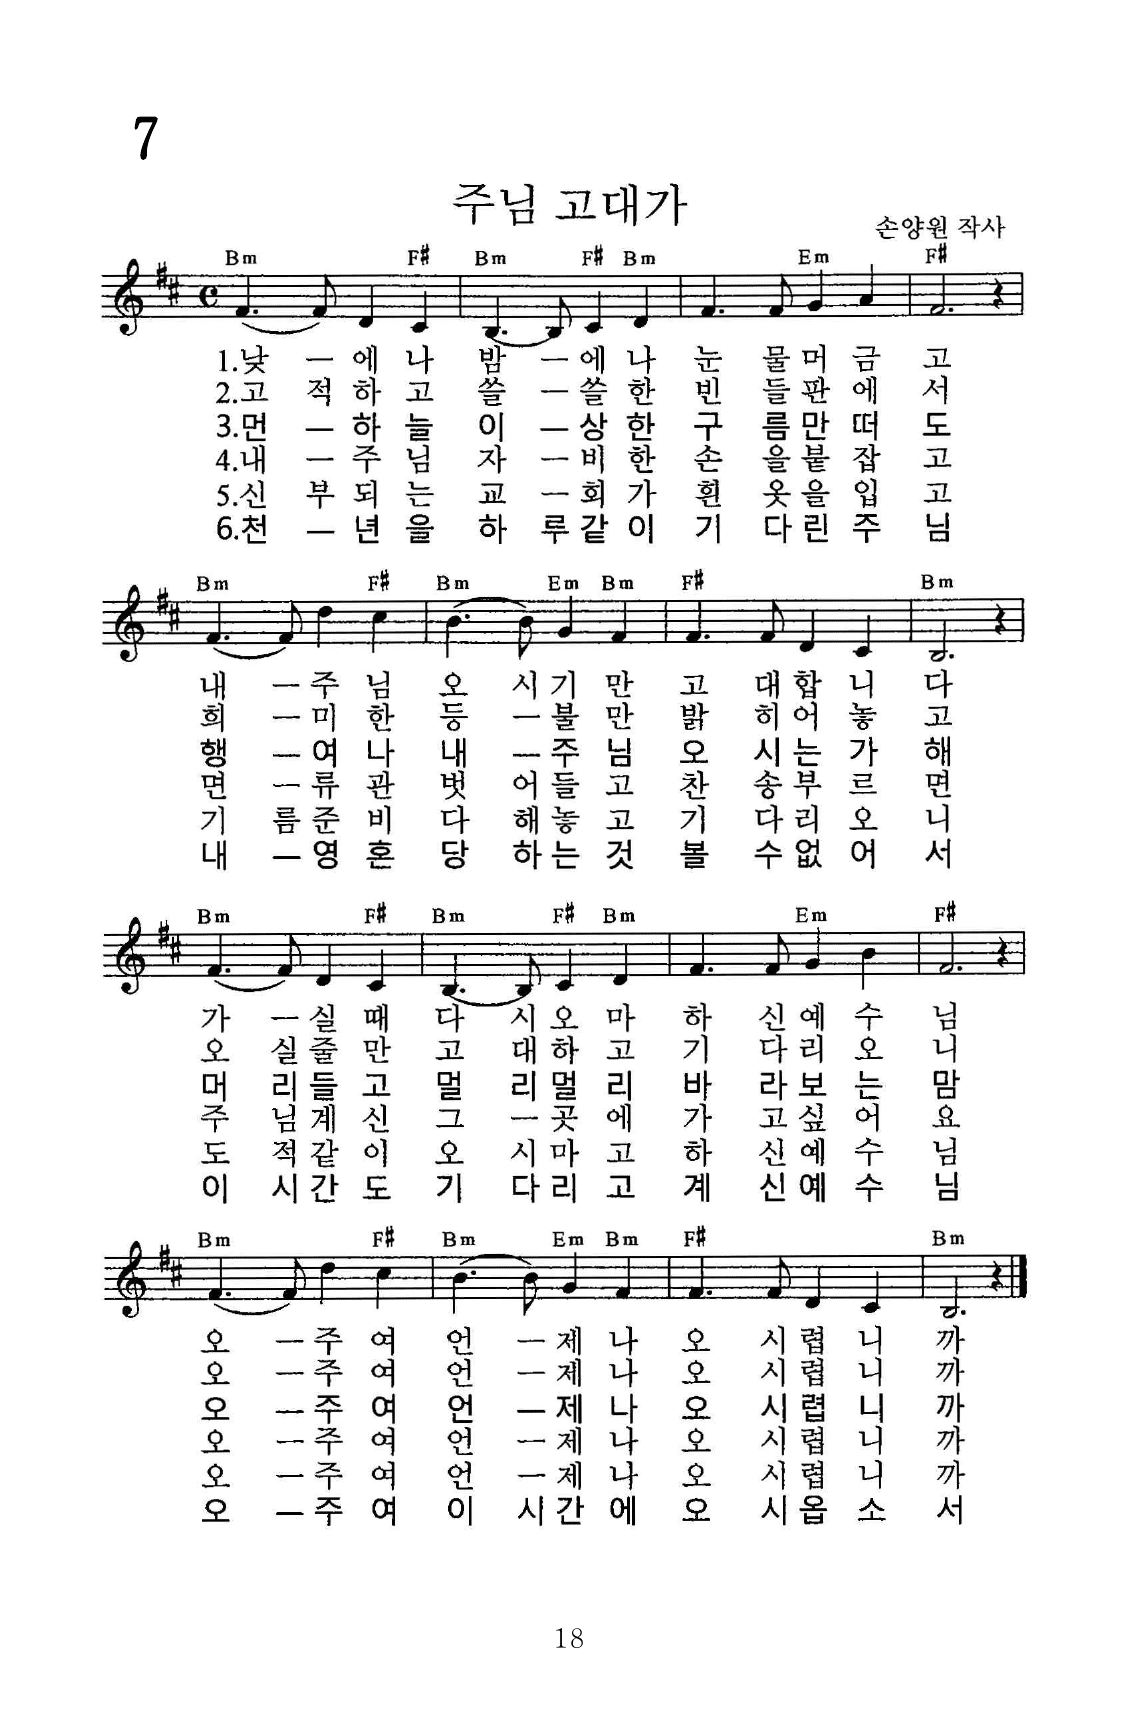 7
주님 고대가
손양원 작사
Bm F# Bm F# Bm Em F#
1.낮 – 에 나 밤 – 에 나 눈 물 머 금 고
2.고 적 하 고 쓸 – 쓸 한 빈 들 판 에 서
3.먼 – 하 늘 이 – 상 한 구 름 만 떠 도
4.내 – 주 님 자 – 비 한 손 을 붙 잡 고
5.신 부 되 는 교 – 회 가 흰 옷 을 입 고
6.천 – 년 을 하 루 같 이 기 다 린 주 님
Bm F# Bm Em Bm F# Bm
내 – 주 님 오 시 기 만 고 대 합 니 다
희 – 미 한 등 – 불 만 밝 히 어 놓 고
행 – 여 나 내 – 주 님 오 시 는 가 해
면 – 류 관 벗 어 들 고 찬 송 부 르 면
기 름 준 비 다 해 놓 고 기 다 리 오 니
내 – 영 혼 당 하 는 것 볼 수 없 어 서
Bm F# Bm F# Bm Em F#
가 – 실 때 다 시 오 마 하 신 예 수 님
오 실 줄 만 고 대 하 고 기 다 리 오 니
머 리 들 고 멀 리 멀 리 바 라 보 는 맘
주 님 계 신 그 – 곳 에 가 고 싶 어 요
도 적 같 이 오 시 마 고 하 신 예 수 님
이 시 간 도 기 다 리 고 계 신 예 수 님
Bm F# Bm Em Bm F# Bm
오 – 주 여 언 – 제 나 오 시 렵 니 까
오 – 주 여 언 – 제 나 오 시 렵 니 까
오 – 주 여 언 – 제 나 오 시 렵 니 까
오 – 주 여 언 – 제 나 오 시 렵 니 까
오 – 주 여 언 – 제 나 오 시 렵 니 까
오 – 주 여 이 시 간 에 오 시 옵 소 서
18